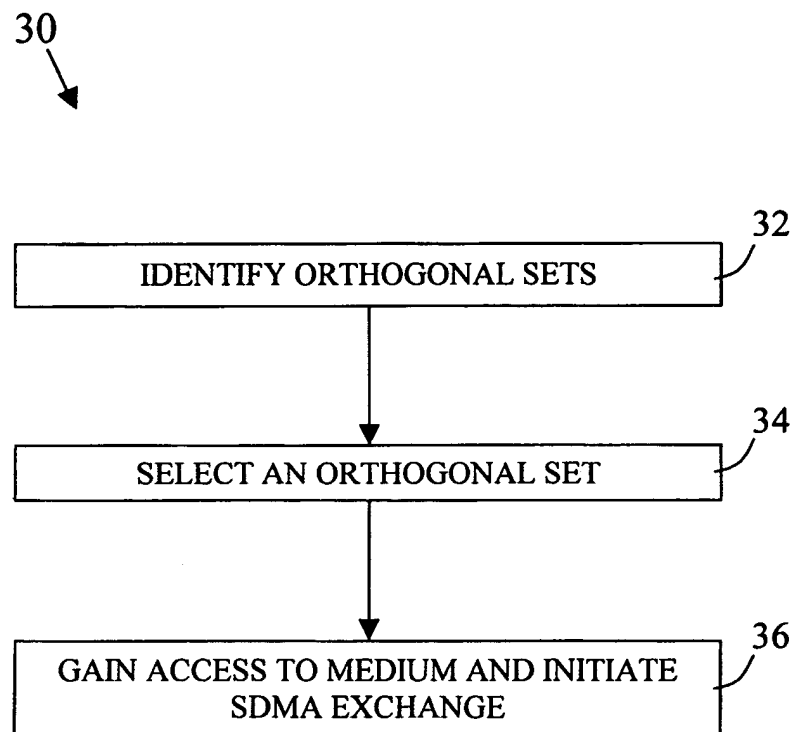 30
32
IDENTIFY ORTHOGONAL SETS
34
SELECT AN ORTHOGONAL SET
36
GAIN ACCESS TO MEDIUM AND INITIATE
SDMA EXCHANGE